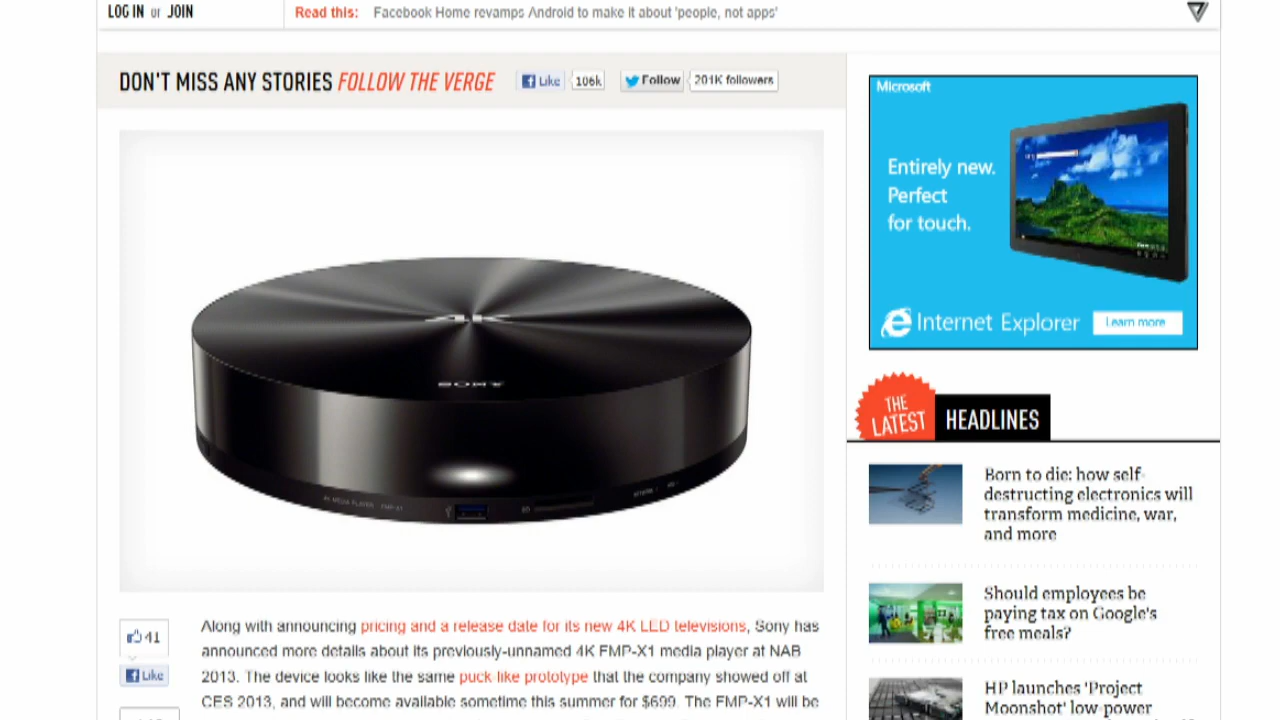 LOG IN or JOIN
Read this: Facebook Home revamps Android to make it about 'people, not apps'
DON'T MISS ANY STORIES FOLLOW THE VERGE
Like 106k
Follow 201K followers
Microsoft
Entirely new.
Perfect
for touch.
Internet Explorer
Learn more
4K
SONY
4K MEDIA PLAYER FMP-X1
THE
LATEST
HEADLINES
Born to die: how self-
destructing electronics will
transform medicine, war,
and more
Should employees be
paying tax on Google's
free meals?
HP launches 'Project
Moonshot' low-power
41
Like
Along with announcing pricing and a release date for its new 4K LED televisions, Sony has
announced more details about its previously-unnamed 4K FMP-X1 media player at NAB
2013. The device looks like the same puck-like prototype that the company showed off at
CES 2013, and will become available sometime this summer for $699. The FMP-X1 will be